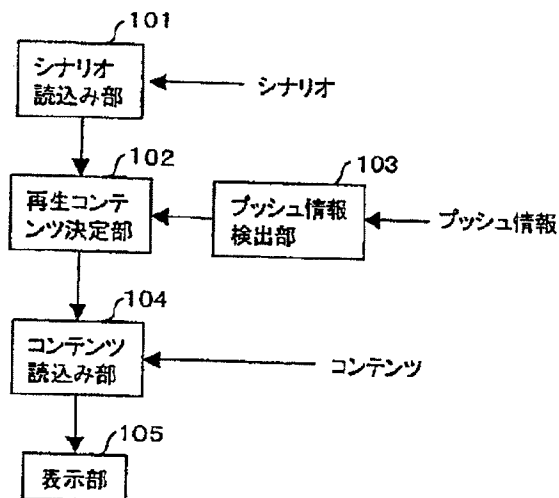 101
シナリオ
読込み部
シナリオ
102
再生コンテ
ンツ決定部
103
プッシュ情報
検出部
プッシュ情報
104
コンテンツ
読込み部
コンテンツ
105
表示部